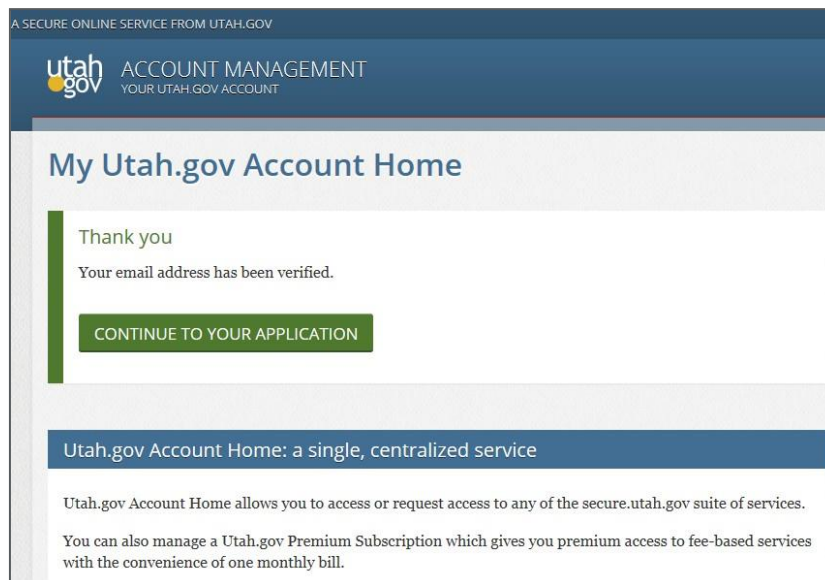 A SECURE ONLINE SERVICE FROM UTAH.GOV
utah
gov
ACCOUNT MANAGEMENT
YOUR UTAH.GOV ACCOUNT
My Utah.gov Account Home
Thank you
Your email address has been verified.
CONTINUE TO YOUR APPLICATION
Utah.gov Account Home: a single, centralized service
Utah.gov Account Home allows you to access or request access to any of the secure.utah.gov suite of services.
You can also manage a Utah.gov Premium Subscription which gives you premium access to fee-based services
with the convenience of one monthly bill.